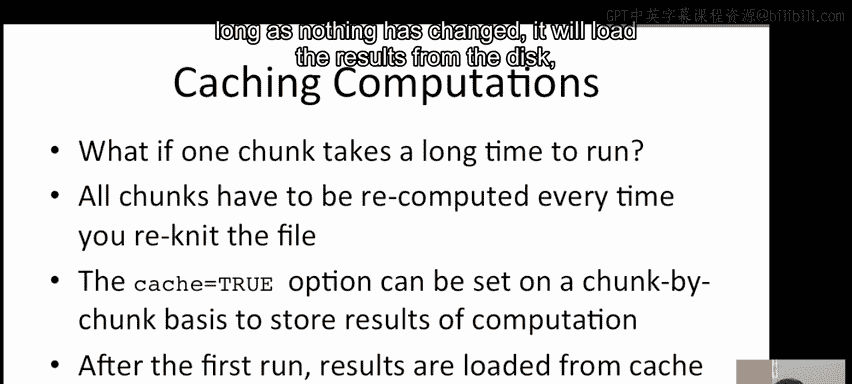 GPT中英字幕课程资源@bilibili.com
long as nothing has changed, it will load
the results from the disk,
Caching Computations
• What if one chunk takes a long time to run?
• All chunks have to be re-computed every time
you re-knit the file
• The cache=TRUE option can be set on a chunk-by-
chunk basis to store results of computation
• After the first run, results are loaded from cache